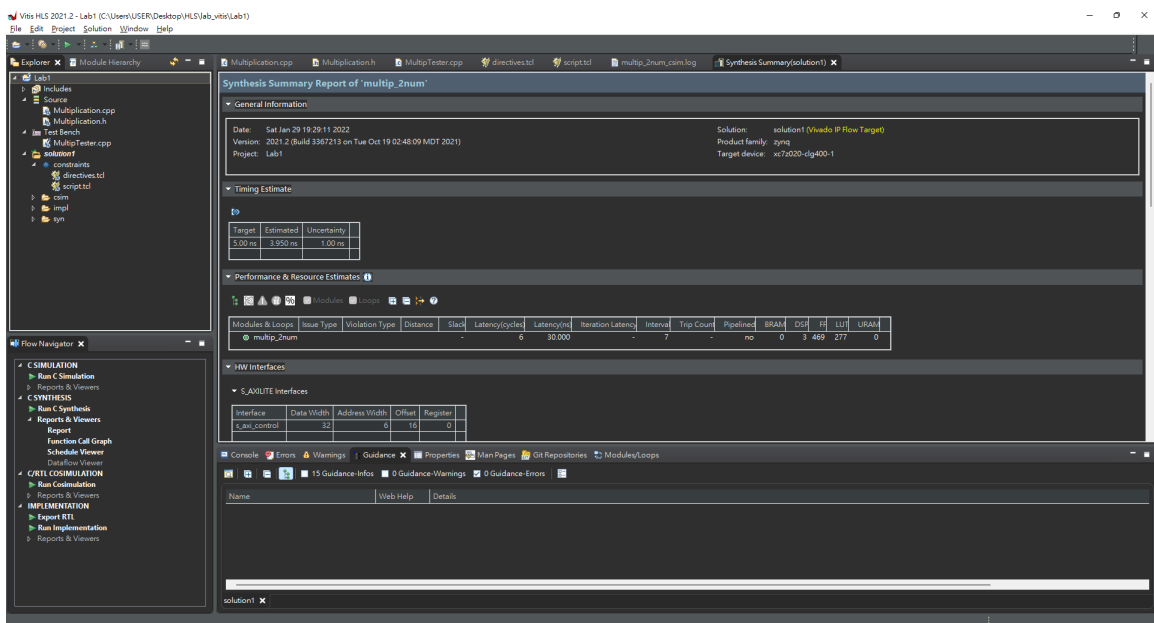 Vitis HLS 2021.2 - Lab1 (C:\Users\USER\Desktop\HLS\lab_vitis\Lab1)
File Edit Project Solution Window Help
Explorer Module Hierarchy
Lab1
Includes
Source
Multiplication.cpp
Multiplication.h
Test Bench
MultipTester.cpp
solution1
constraints
directives.tcl
script.tcl
csim
impl
syn
Flow Navigator
C SIMULATION
Run C Simulation
Reports & Viewers
C SYNTHESIS
Run C Synthesis
Reports & Viewers
Report
Function Call Graph
Schedule Viewer
Dataflow Viewer
C/RTL COSIMULATION
Run Cosimulation
Reports & Viewers
IMPLEMENTATION
Export RTL
Run Implementation
Reports & Viewers
Multiplication.cpp Multiplication.h MultipTester.cpp directives.tcl script.tcl multip_2num_csim.log Synthesis Summary(solution1)
Synthesis Summary Report of 'multip_2num'
General Information
Date: Sat Jan 29 19:29:11 2022 Solution: solution1 (Vivado IP Flow Target)
Version: 2021.2 (Build 3367213 on Tue Oct 19 02:48:09 MDT 2021) Product family: zynq
Project: Lab1 Target device: xc7z020-clg400-1
Timing Estimate
Target Estimated Uncertainty
5.00 ns 3.950 ns 1.00 ns
Performance & Resource Estimates
% Modules Loops
Modules & Loops Issue Type Violation Type Distance Slack Latency(cycles) Latency(ns) Iteration Latency Interval Trip Count Pipelined BRAM DSP FF LUT URAM
multip_2num - 6 30.000 - 7 - no 0 3 469 277 0
HW Interfaces
S_AXILITE Interfaces
Interface Data Width Address Width Offset Register
s_axi_control 32 6 16 0
Console Errors Warnings Guidance Properties Man Pages Git Repositories Modules/Loops
15 Guidance-Infos 0 Guidance-Warnings 0 Guidance-Errors
Name Web Help Details
solution1